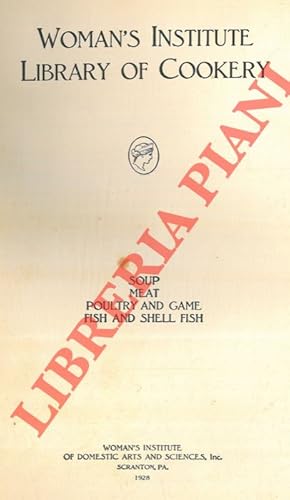 WOMAN'S INSTITUTE
LIBRARY OF COOKERY
SOUP
MEAT
POULTRY AND GAME
FISH AND SHELL FISH
WOMAN'S INSTITUTE
OF DOMESTIC ARTS AND SCIENCES, Inc.
SCRANTON, PA.
1928
LIBRERIA PIANI